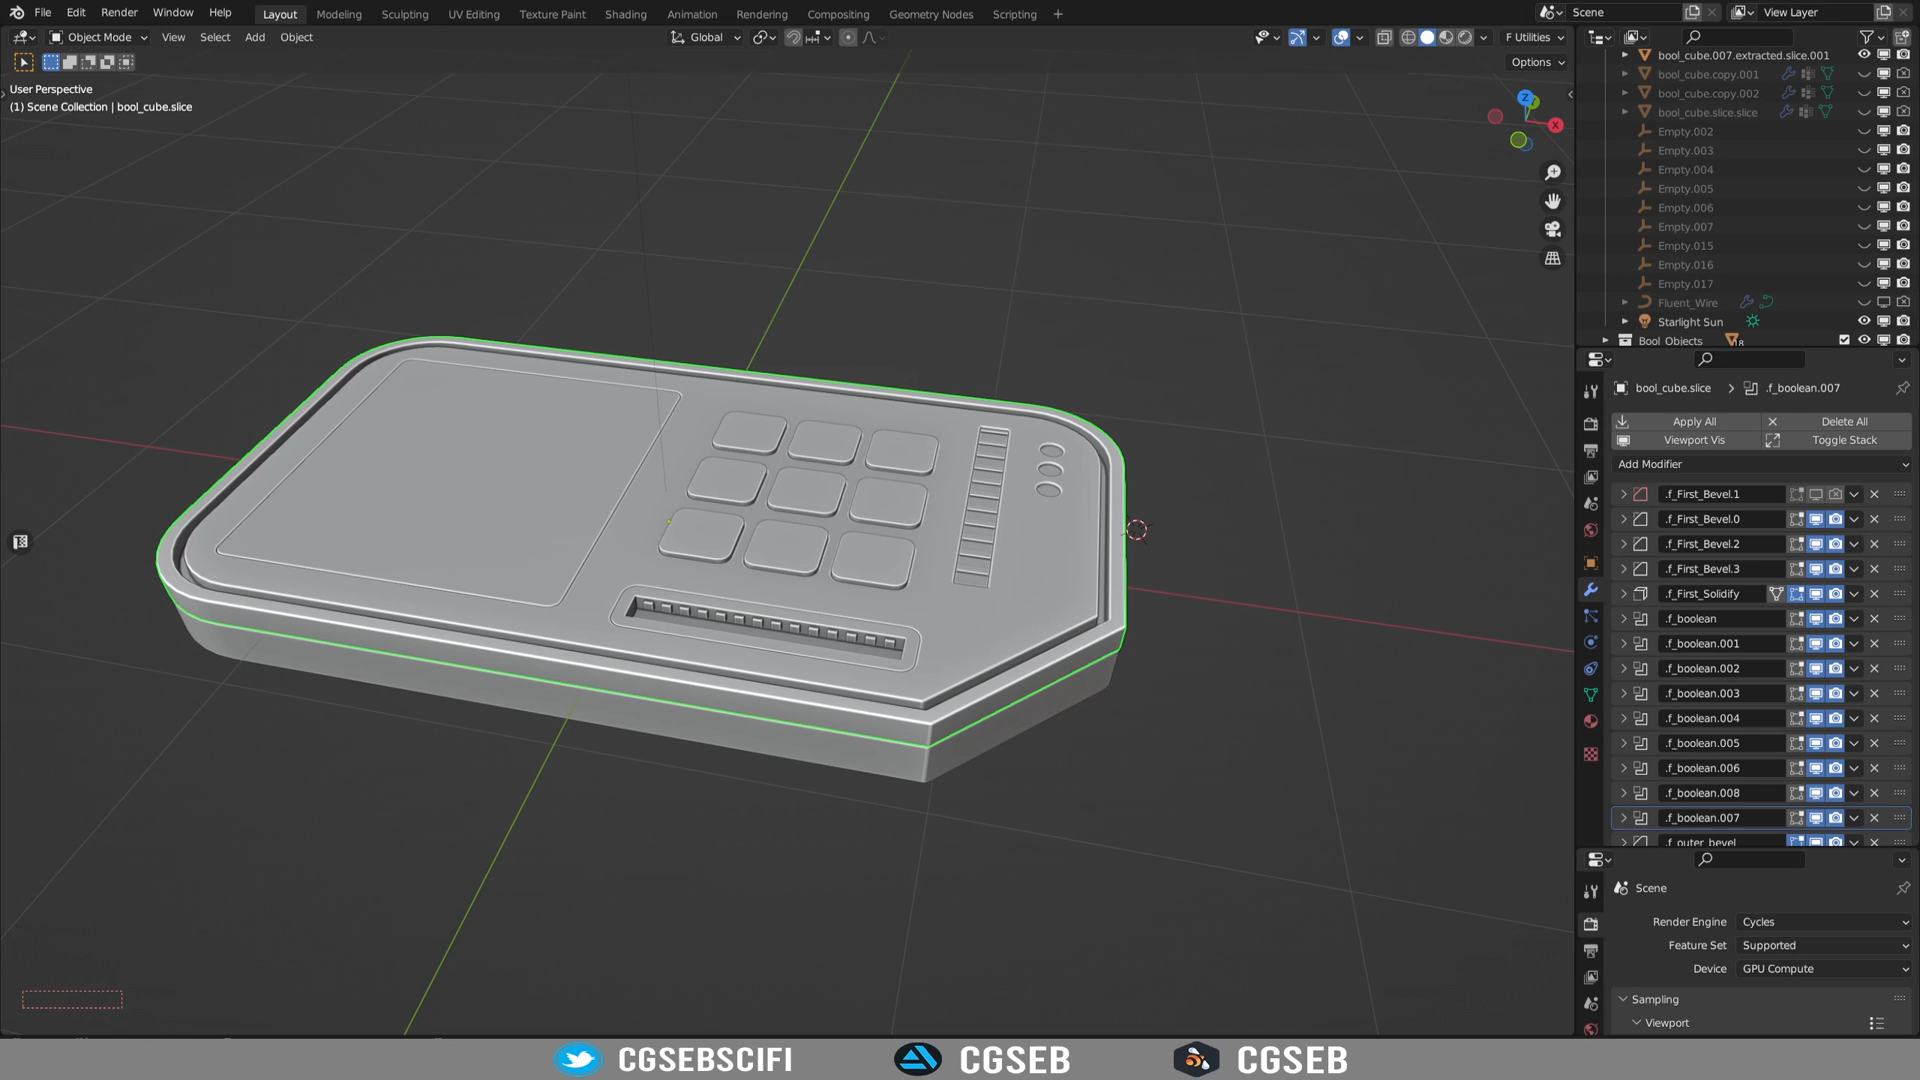 File Edit Render Window Help Layout Modeling Sculpting UV Editing Texture Paint Shading Animation Rendering Compositing Geometry Nodes Scripting + Scene View Layer
Object Mode View Select Add Object Global F Utilities
Options
User Perspective
(1) Scene Collection | bool_cube.slice
Z
X
bool_cube.007.extracted.slice.001
bool_cube.copy.001
bool_cube.copy.002
bool_cube.slice.slice
Empty.002
Empty.003
Empty.004
Empty.005
Empty.006
Empty.007
Empty.015
Empty.016
Empty.017
Fluent_Wire
Starlight Sun
Bool_Objects 18
bool_cube.slice > .f_boolean.007
Apply All Delete All
Viewport Vis Toggle Stack
Add Modifier
.f_First_Bevel.1
.f_First_Bevel.0
.f_First_Bevel.2
.f_First_Bevel.3
.f_First_Solidify
.f_boolean
.f_boolean.001
.f_boolean.002
.f_boolean.003
.f_boolean.004
.f_boolean.005
.f_boolean.006
.f_boolean.008
.f_boolean.007
.f_outer_bevel
Scene
Render Engine Cycles
Feature Set Supported
Device GPU Compute
Sampling
Viewport
CGSEBSCIFI CGSEB CGSEB